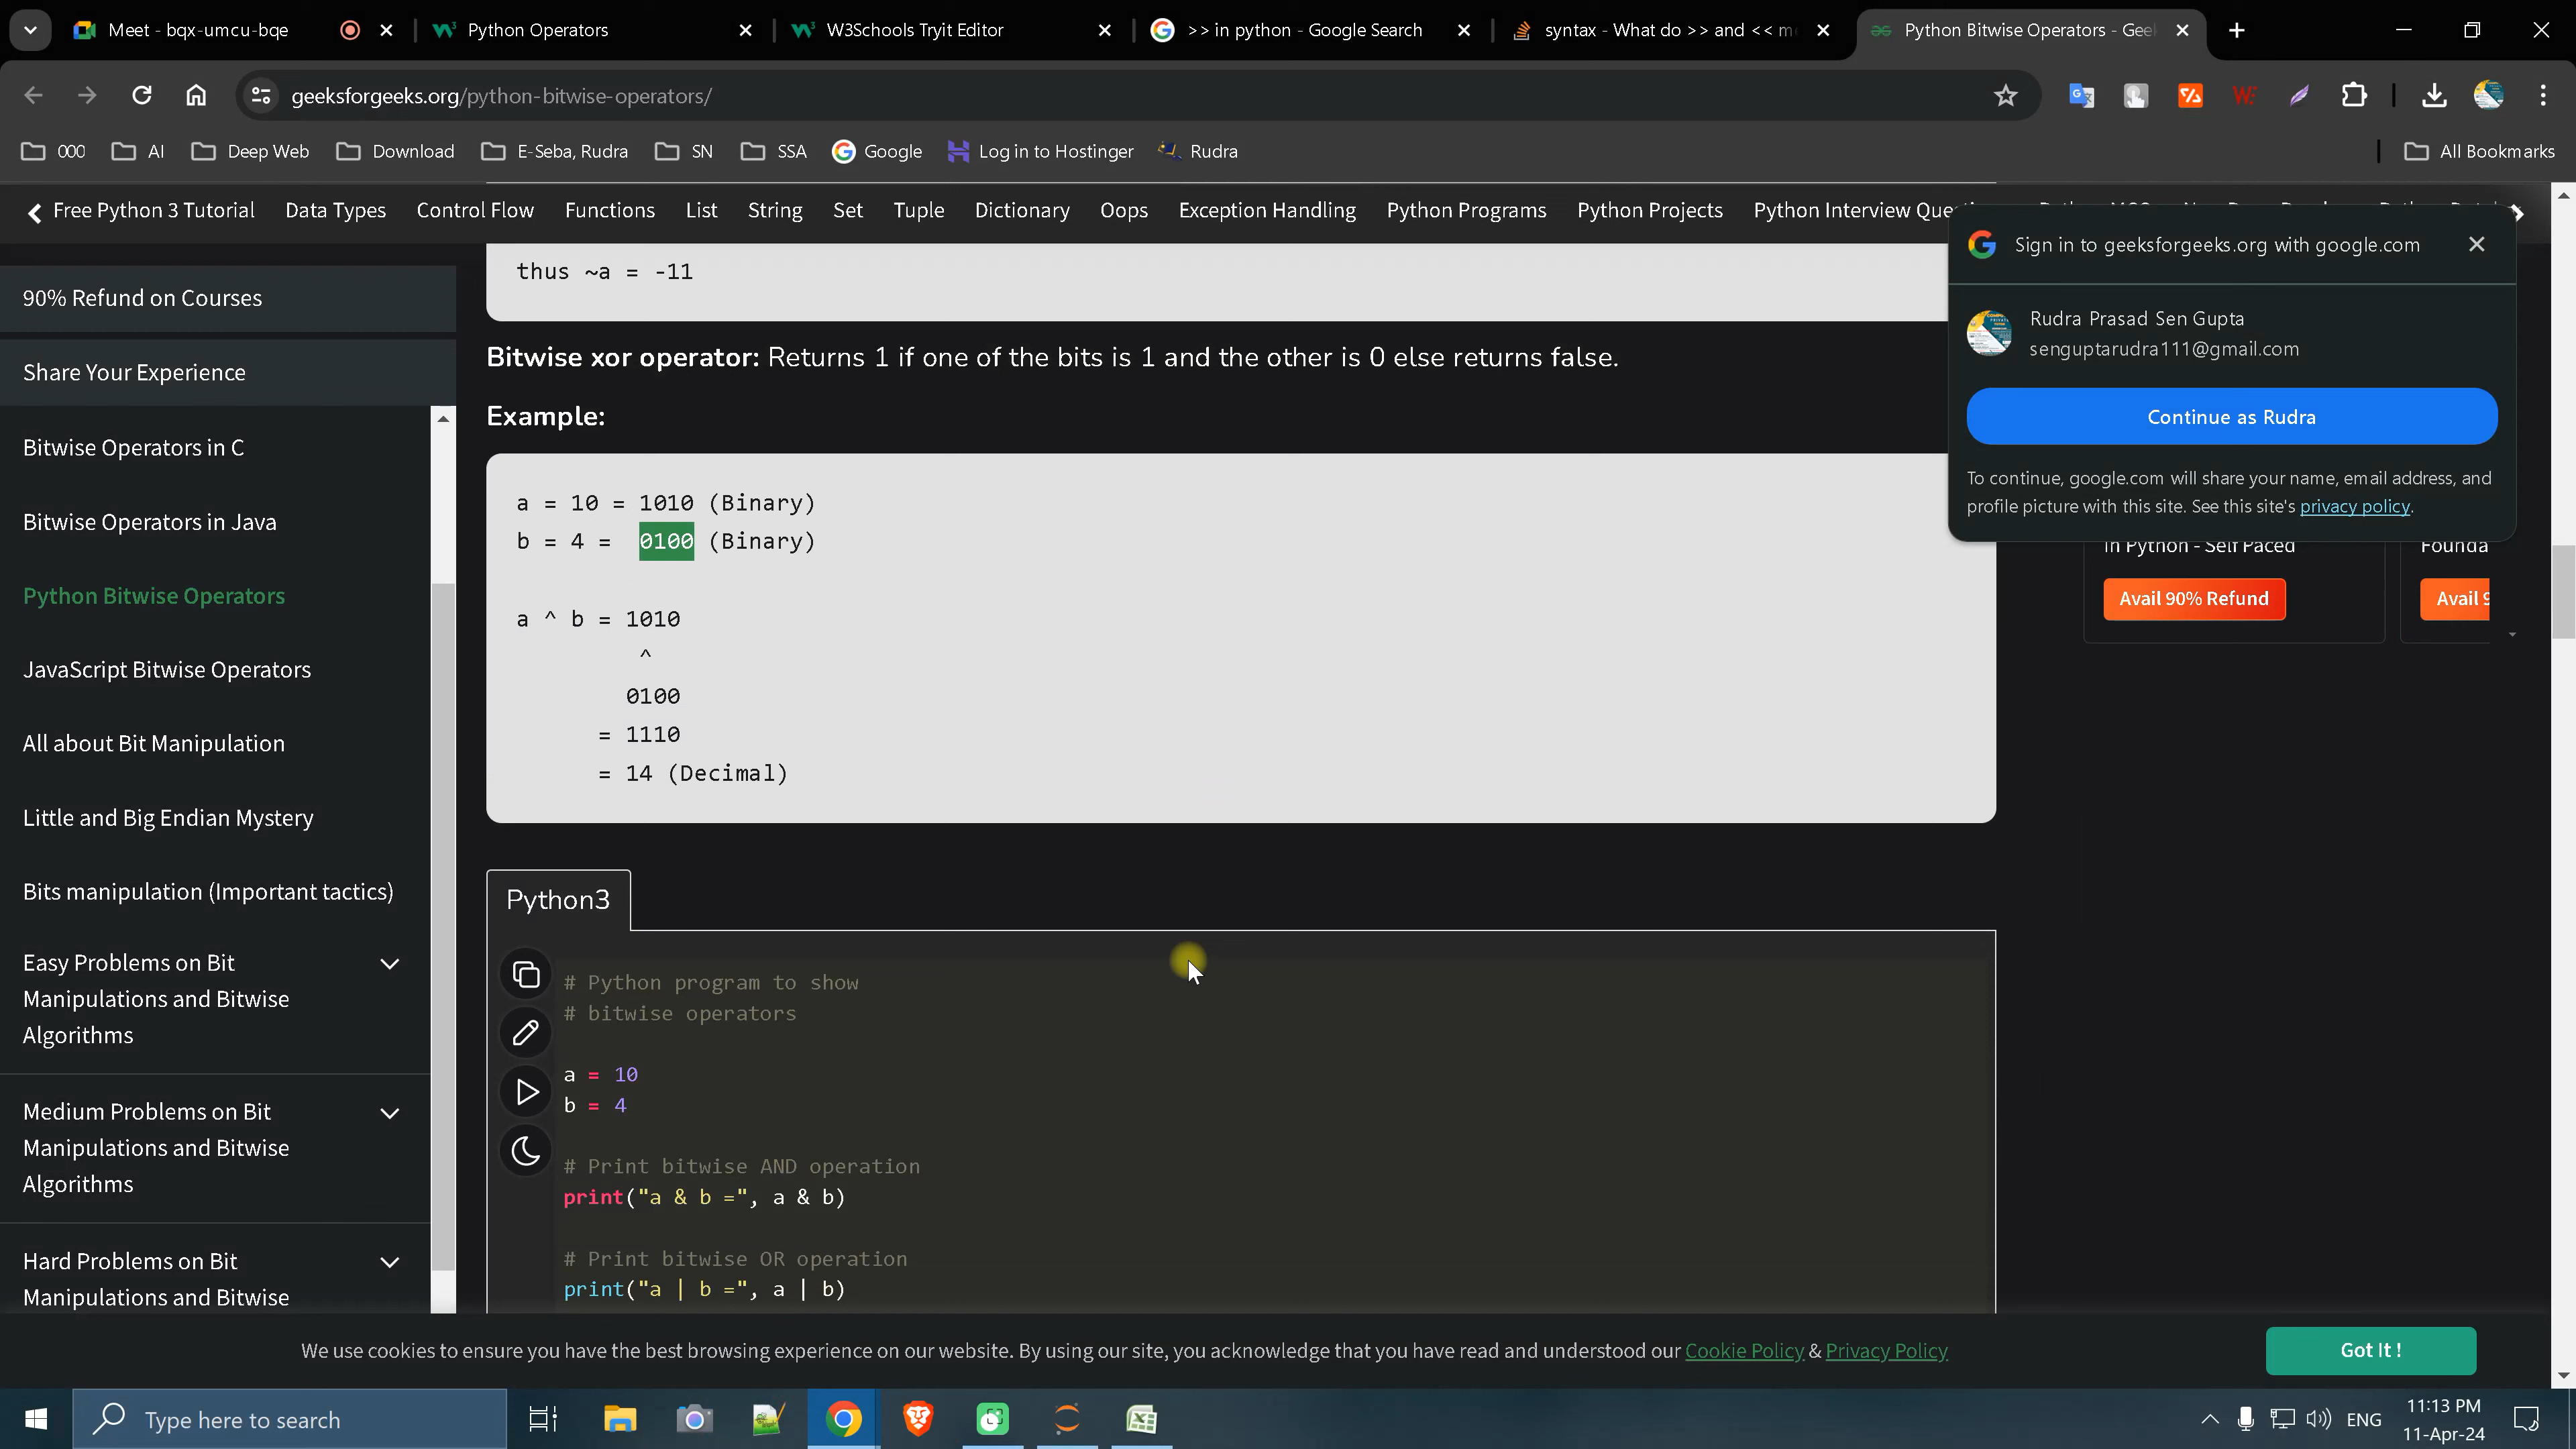 Meet - bqx-umcu-bqe
Python Operators
W3Schools Tryit Editor
>> in python - Google Search
syntax - What do >> and << m
Python Bitwise Operators - Gee
geeksforgeeks.org/python-bitwise-operators/
000
AI
Deep Web
Download
E-Seba, Rudra
SN
SSA
Google
Log in to Hostinger
Rudra
All Bookmarks
Free Python 3 Tutorial
Data Types
Control Flow
Functions
List
String
Set
Tuple
Dictionary
Oops
Exception Handling
Python Programs
Python Projects
Python Interview Que
90% Refund on Courses
Share Your Experience
Bitwise Operators in C
Bitwise Operators in Java
Python Bitwise Operators
JavaScript Bitwise Operators
All about Bit Manipulation
Little and Big Endian Mystery
Bits manipulation (Important tactics)
Easy Problems on Bit
Manipulations and Bitwise
Algorithms
Medium Problems on Bit
Manipulations and Bitwise
Algorithms
Hard Problems on Bit
Manipulations and Bitwise
thus ~a = -11
Bitwise xor operator: Returns 1 if one of the bits is 1 and the other is 0 else returns false.
Example:
a = 10 = 1010 (Binary)
b = 4 =  0100 (Binary)
a ^ b = 1010
^
0100
= 1110
= 14 (Decimal)
Python3
# Python program to show
# bitwise operators
a = 10
b = 4
# Print bitwise AND operation
print("a & b =", a & b)
# Print bitwise OR operation
print("a | b =", a | b)
Sign in to geeksforgeeks.org with google.com
Rudra Prasad Sen Gupta
senguptarudra111@gmail.com
Continue as Rudra
To continue, google.com will share your name, email address, and
profile picture with this site. See this site's privacy policy.
in Python - Self Paced
Founda
Avail 90% Refund
Avail 9
We use cookies to ensure you have the best browsing experience on our website. By using our site, you acknowledge that you have read and understood our Cookie Policy & Privacy Policy
Got It !
Type here to search
ENG
11:13 PM
11-Apr-24